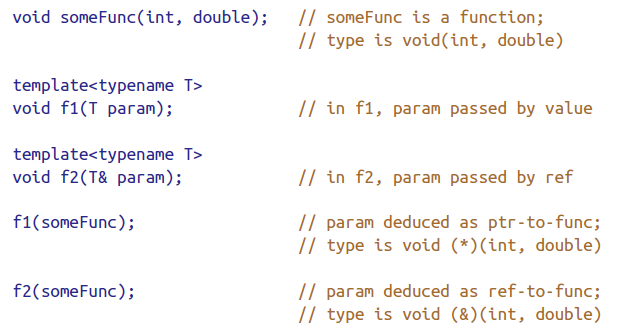 void someFunc(int, double);   // someFunc is a function;
                              // type is void(int, double)
template<typename T>
void f1(T param);             // in f1, param passed by value
template<typename T>
void f2(T& param);            // in f2, param passed by ref
f1(someFunc);                 // param deduced as ptr-to-func;
                              // type is void (*)(int, double)
f2(someFunc);                 // param deduced as ref-to-func;
                              // type is void (&)(int, double)